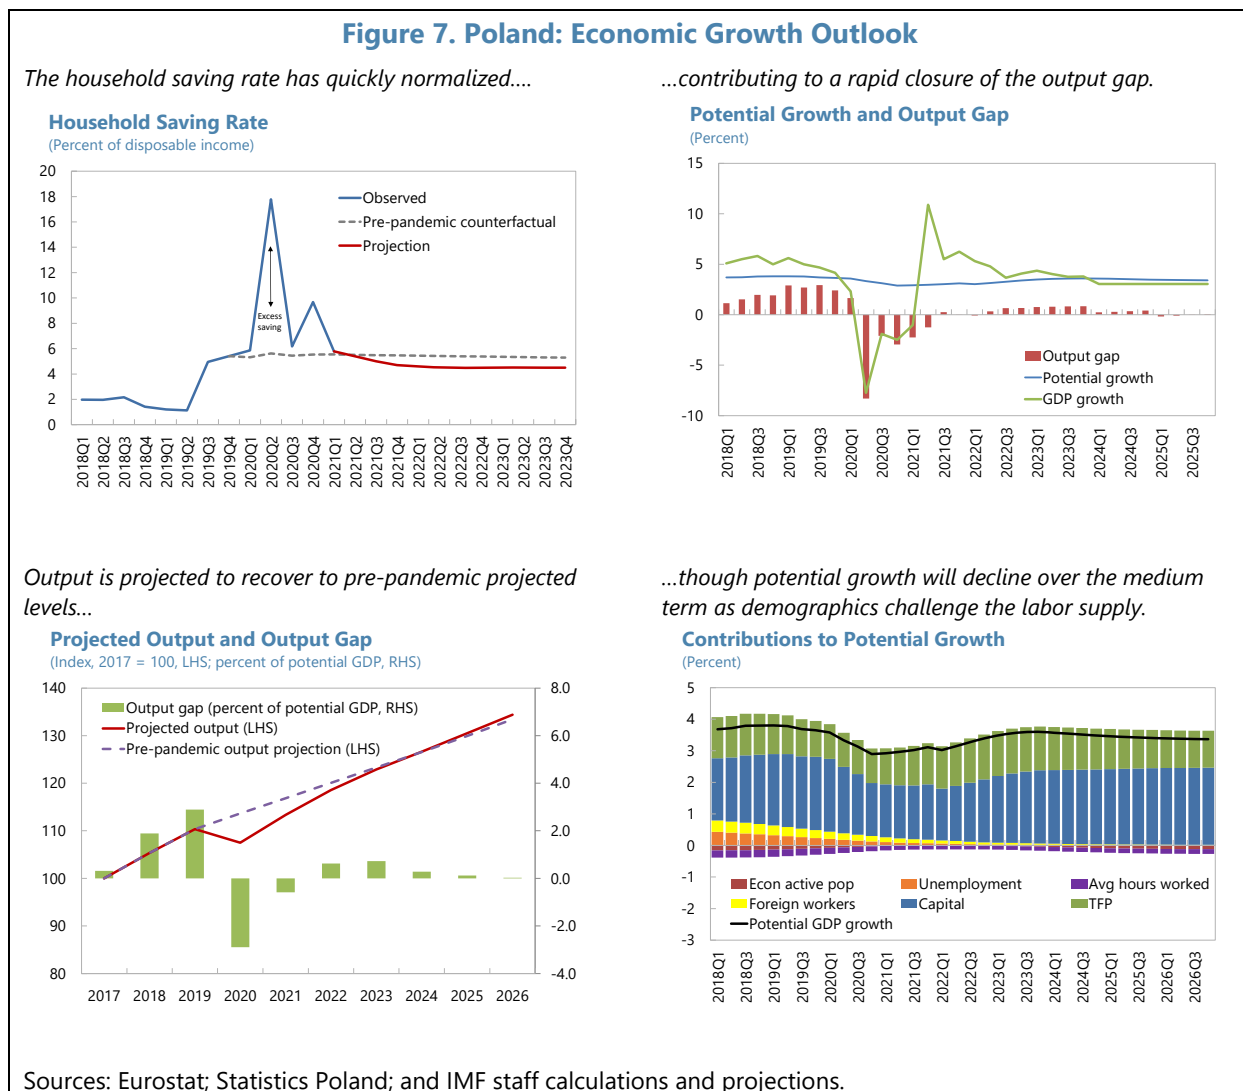 Figure 7. Poland: Economic Growth Outlook
The household saving rate has quickly normalized....
Household Saving Rate
(Percent of disposable income)
20
18
16
14
12
10
8
6
4
2
0
Observed
Pre-pandemic counterfactual
Projection
Excess
saving
2018Q1
2018Q2
2018Q3
2018Q4
2019Q1
2019Q2
2019Q3
2019Q4
2020Q1
2020Q2
2020Q3
2020Q4
2021Q1
2021Q2
2021Q3
2021Q4
2022Q1
2022Q2
2022Q3
2022Q4
2023Q1
2023Q2
2023Q3
2023Q4
...contributing to a rapid closure of the output gap.
Potential Growth and Output Gap
(Percent)
15
10
5
0
-5
-10
Output gap
Potential growth
GDP growth
2018Q1
2018Q3
2019Q1
2019Q3
2020Q1
2020Q3
2021Q1
2021Q3
2022Q1
2022Q3
2023Q1
2023Q3
2024Q1
2024Q3
2025Q1
2025Q3
Output is projected to recover to pre-pandemic projected
levels...
Projected Output and Output Gap
(Index, 2017 = 100, LHS; percent of potential GDP, RHS)
140
130
120
110
100
90
80
8.0
6.0
4.0
2.0
0.0
-2.0
-4.0
Output gap (percent of potential GDP, RHS)
Projected output (LHS)
Pre-pandemic output projection (LHS)
2017 2018 2019 2020 2021 2022 2023 2024 2025 2026
...though potential growth will decline over the medium
term as demographics challenge the labor supply.
Contributions to Potential Growth
(Percent)
5
4
3
2
1
0
-1
-2
-3
Econ active pop Unemployment Avg hours worked
Foreign workers Capital TFP
Potential GDP growth
2018Q1
2018Q3
2019Q1
2019Q3
2020Q1
2020Q3
2021Q1
2021Q3
2022Q1
2022Q3
2023Q1
2023Q3
2024Q1
2024Q3
2025Q1
2025Q3
2026Q1
2026Q3
Sources: Eurostat; Statistics Poland; and IMF staff calculations and projections.